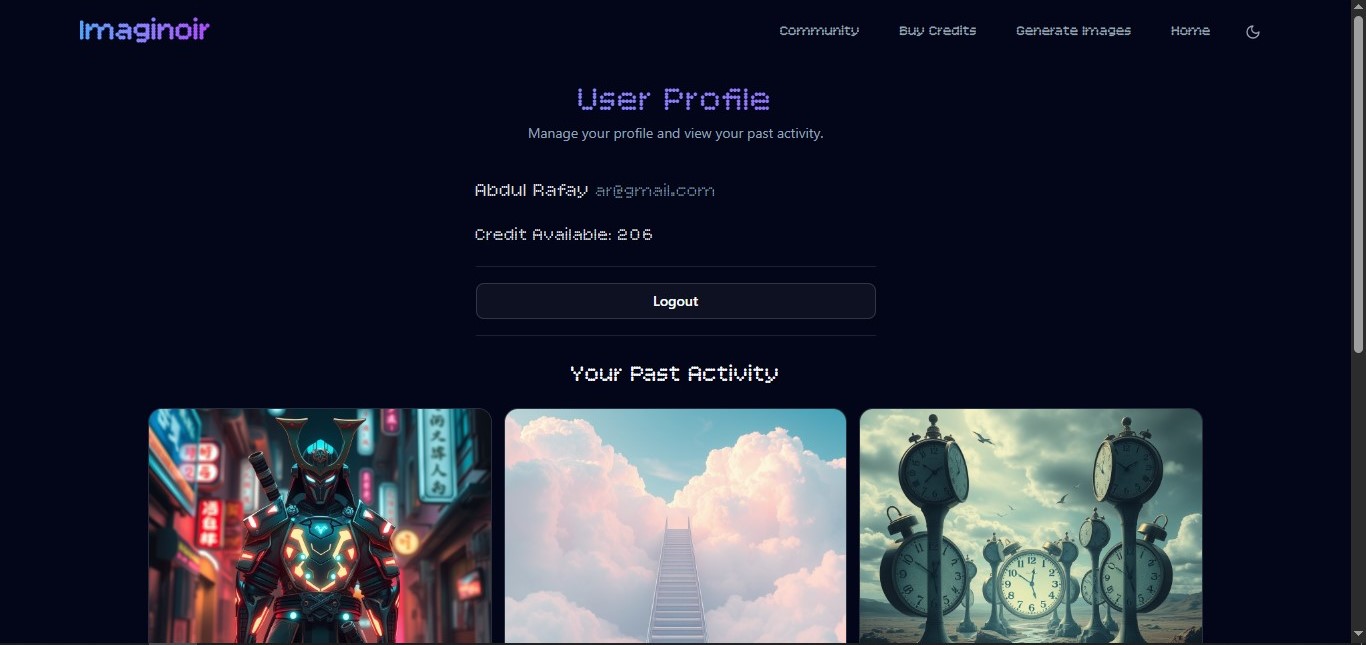 Imaginoir
Community Buy Credits Generate Images Home
User Profile
Manage your profile and view your past activity.
Abdul Rafay ar@gmail.com
Credit Available: 206
Logout
Your Past Activity